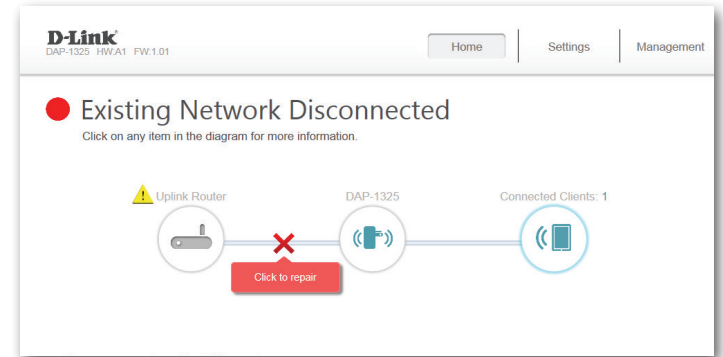 D-Link
DAP-1325 HW:A1 FW:1.01
Home
Settings
Management
Existing Network Disconnected
Click on any item in the diagram for more information.
Uplink Router
DAP-1325
Connected Clients: 1
Click to repair